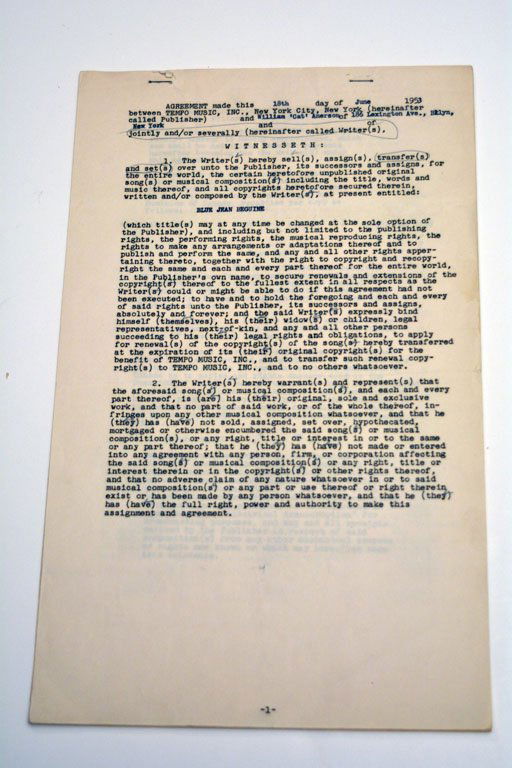 AGREEMENT made this 18th day of June 1953
between TEMPO MUSIC, INC., New York City, New York (hereinafter
called Publisher) and William 'Cat' Anerson of 186 Lexington Ave., Bklyn,
New York and of
jointly and/or severally (hereinafter called Writer(s),
W I T N E S S E T H :
1. The Writer(s) hereby sell(s), assign(s), transfer(s)
and set(s) over unto the Publisher, its successors and assigns, for
the entire world, the certain heretofore unpublished original
song(s) or musical composition(s) including the title, words and
music thereof, and all copyrights heretofore secured therein,
written and/or composed by the Writer(s), at present entitled:
BLUE JEAN BEGUINE
(which title(s) may at any time be changed at the sole option of
the Publisher), and including but not limited to the publishing
rights, the performing rights, the musical reproducing rights, the
rights to make any arrangements or adaptations thereof and to
publish and perform the same, and any and all other rights apper-
taining thereto, together with the right to copyright and recopy-
right the same and each and every part thereof for the entire world,
in the Publisher's own name, to secure renewals and extensions of the
copyright(s) thereof to the fullest extent in all respects as the
Writer(s) could or might be able to do if this agreement had not
been executed; to have and to hold the foregoing and each and every
of said rights unto the Publisher, its successors and assigns,
absolutely and forever; and the said Writer(s) expressly bind
himself (themselves), his (their) widow(s) or children, legal
representatives, next-of-kin, and any and all other persons
succeeding to his (their) legal rights and obligations, to apply
for renewal(s) of the copyright(s) of the song(s) hereby transferred
at the expiration of its (their) original copyright(s) for the
benefit of TEMPO MUSIC, INC., and to transfer such renewal copy-
right(s) to TEMPO MUSIC, INC., and to no others whatsoever.
2. The Writer(s) hereby warrant(s) and represent(s) that
the aforesaid song(s) or musical composition(s), and each and every
part thereof, is (are) his (their) original, sole and exclusive
work, and that no part of said work, or of the whole thereof, in-
fringes upon any other musical composition whatsoever, and that he
(they) has (have) not sold, assigned, set over, hypothecated,
mortgaged or otherwise encumbered the said song(s) or musical
composition(s), or any right, title or interest in or to the same
or any part thereof; that he (they) has (have) not made or entered
into any agreement with any person, firm, or corporation affecting
the said song(s) or musical composition(s) or any right, title or
interest therein or in the copyright(s) or other rights thereof,
and that no adverse claim of any nature whatsoever in or to said
musical composition(s) or any part or use thereof or right therein
exist or has been made by any person whatsoever, and that he (they)
has (have) the full right, power and authority to make this
assignment and agreement.
-1-